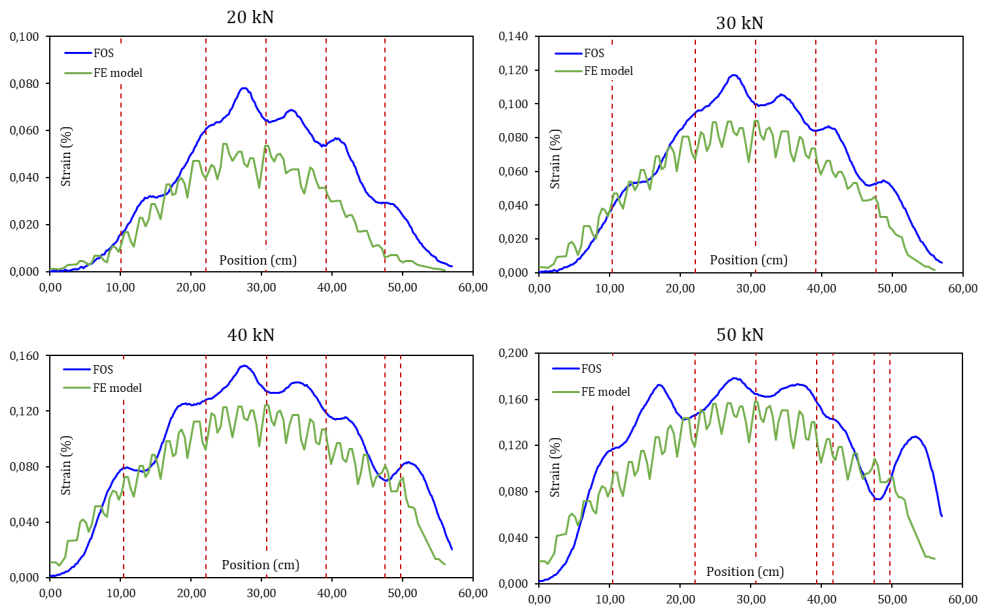 20 kN
0,100
0,080
0,060
0,040
0,020
0,000
Strain (%)
FOS
FE model
Position (cm)
0,00 10,00 20,00 30,00 40,00 50,00 60,00
30 kN
0,140
0,120
0,100
0,080
0,060
0,040
0,020
0,000
Strain (%)
FOS
FE model
Position (cm)
0,00 10,00 20,00 30,00 40,00 50,00 60,00
40 kN
0,160
0,120
0,080
0,040
0,000
Strain (%)
FOS
FE model
Position (cm)
0,00 10,00 20,00 30,00 40,00 50,00 60,00
50 kN
0,200
0,160
0,120
0,080
0,040
0,000
Strain (%)
FOS
FE model
Position (cm)
0,00 10,00 20,00 30,00 40,00 50,00 60,00